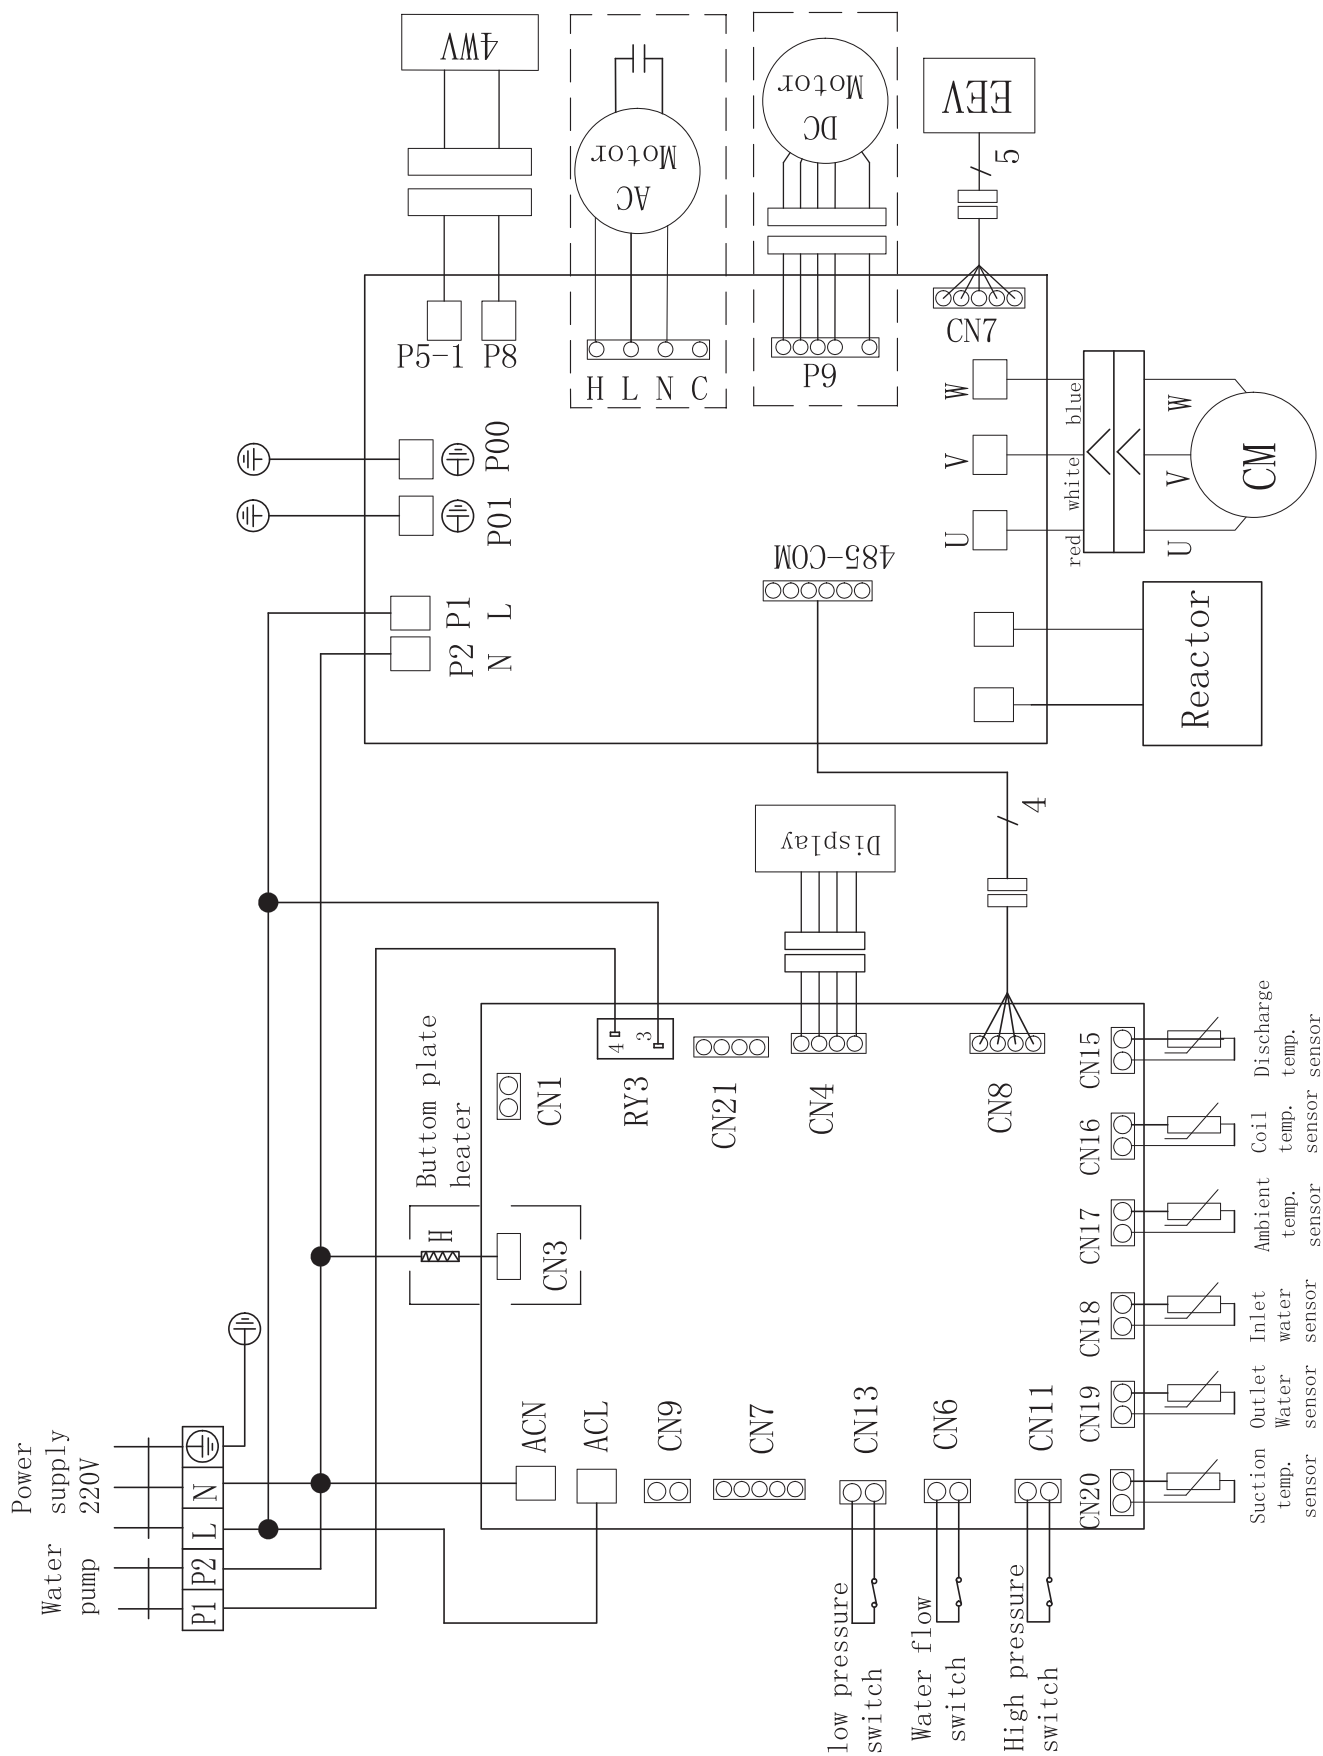 4WV
Motor
AC
Motor
DC
EEV
5
P5-1
P8
H L N C
P9
CN7
P00
P01
P1
L
P2
N
485-COM
W
V
U
blue
white
red
W
V
U
CM
Reactor
4
Display
Buttom plate
heater
H
CN3
CN1
4
3
RY3
CN21
CN4
CN8
CN15
Discharge
temp.
sensor
CN16
Coil
temp.
sensor
CN17
Ambient
temp.
sensor
CN18
Inlet
water
sensor
CN19
Outlet
Water
sensor
CN20
Suction
temp.
sensor
Power
supply
220V
Water
pump
N
L
P2
P1
ACN
ACL
CN9
CN7
CN13
CN6
CN11
low pressure
switch
Water flow
switch
High pressure
switch